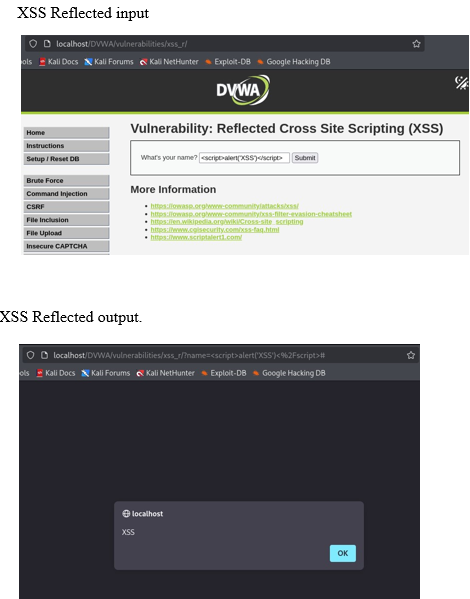 XSS Reflected input
localhost/DVWA/vulnerabilities/xss_r/
ols Kali Docs Kali Forums Kali NetHunter Exploit-DB Google Hacking DB
DVWA
Home
Instructions
Setup / Reset DB
Brute Force
Command Injection
CSRF
File Inclusion
File Upload
Insecure CAPTCHA
Vulnerability: Reflected Cross Site Scripting (XSS)
What's your name? <script>alert('XSS')</script> Submit
More Information
https://owasp.org/www-community/attacks/xss/
https://owasp.org/www-community/xss-filter-evasion-cheatsheet
https://en.wikipedia.org/wiki/Cross-site_scripting
https://www.cgisecurity.com/xss-faq.html
https://www.scriptalert1.com/
XSS Reflected output.
localhost/DVWA/vulnerabilities/xss_r/?name=<script>alert('XSS')<%2Fscript>#
ols Kali Docs Kali Forums Kali NetHunter Exploit-DB Google Hacking DB
localhost
XSS
OK